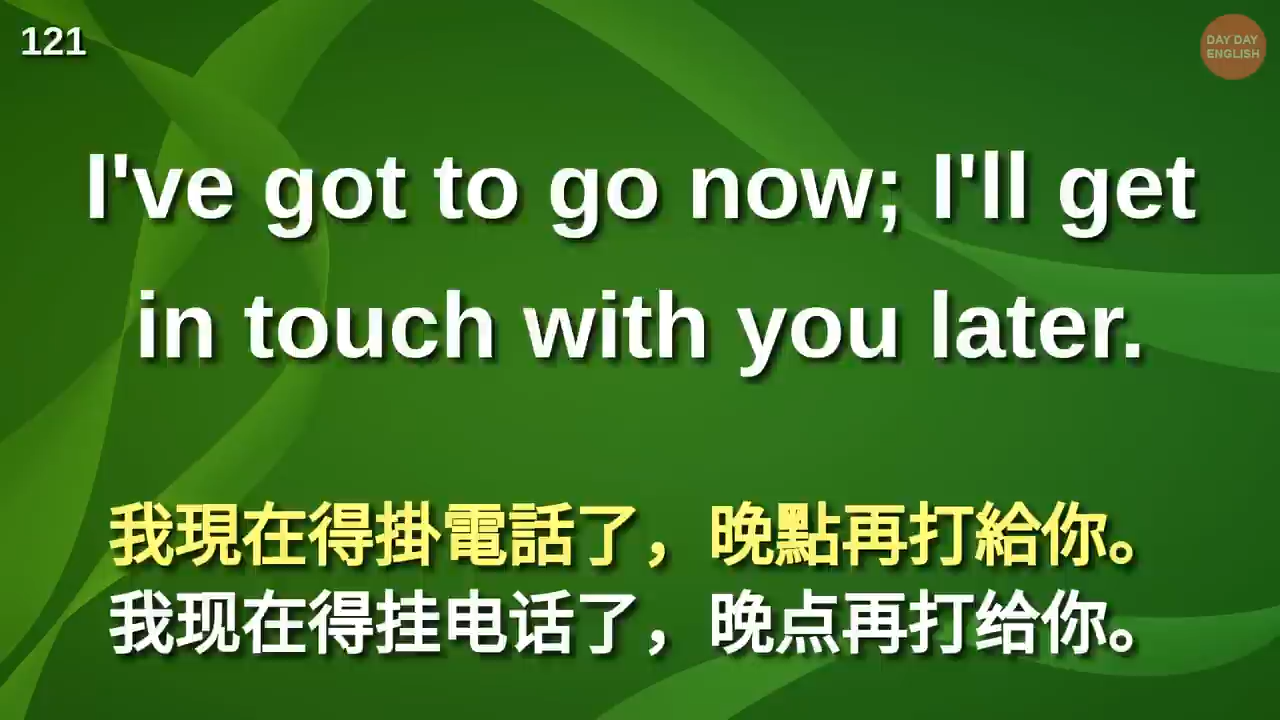 121
DAY DAY
ENGLISH
I've got to go now; I'll get
in touch with you later.
我現在得掛電話了，晚點再打給你。
我现在得挂电话了，晚点再打给你。